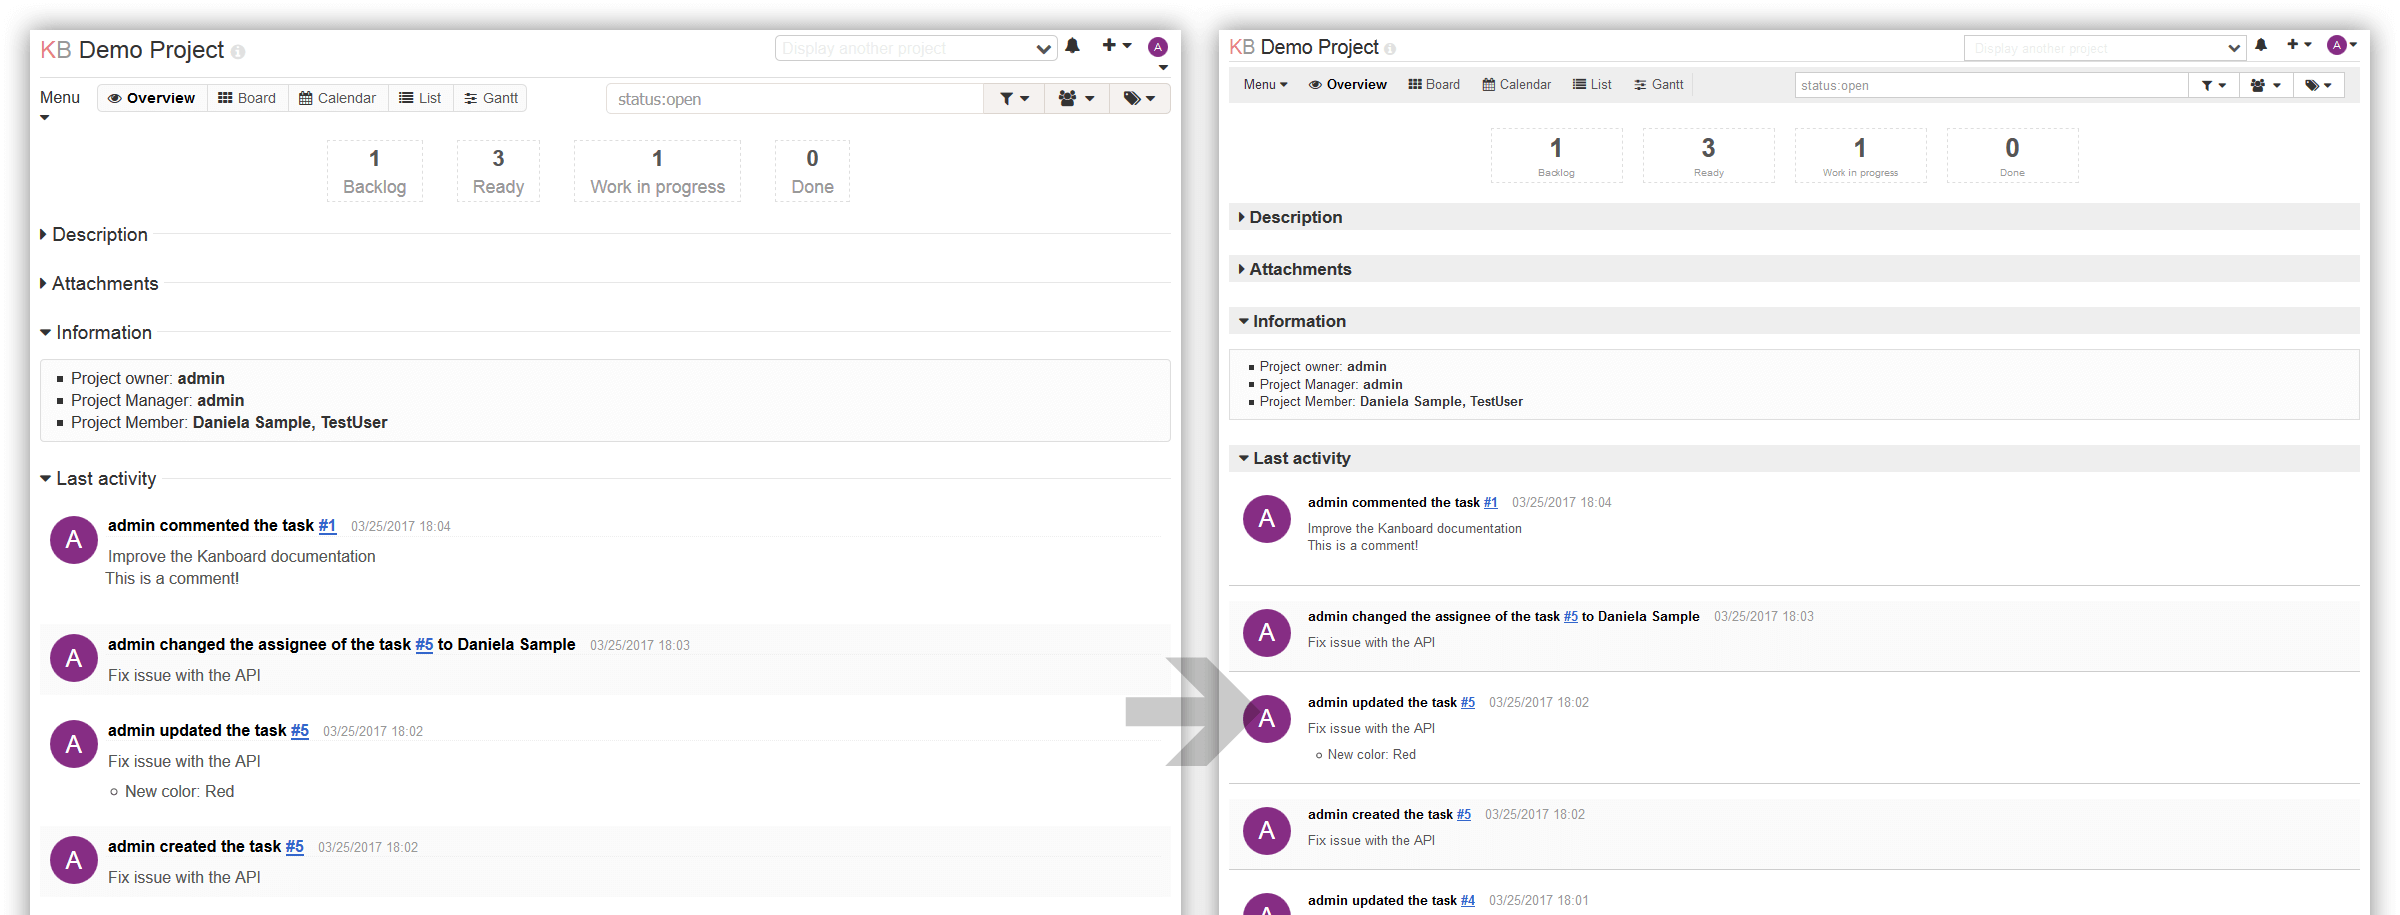 KB Demo Project
Display another project
A
Menu
Overview Board Calendar List Gantt
status:open
1 3 1 0
Backlog Ready Work in progress Done
Description
Attachments
Information
Project owner: admin
Project Manager: admin
Project Member: Daniela Sample, TestUser
Last activity
A
admin commented the task #1 03/25/2017 18:04
Improve the Kanboard documentation
This is a comment!
A
admin changed the assignee of the task #5 to Daniela Sample 03/25/2017 18:03
Fix issue with the API
A
admin updated the task #5 03/25/2017 18:02
Fix issue with the API
New color: Red
A
admin created the task #5 03/25/2017 18:02
Fix issue with the API
KB Demo Project
Display another project
A
Menu Overview Board Calendar List Gantt
status:open
1 3 1 0
Backlog Ready Work in progress Done
Description
Attachments
Information
Project owner: admin
Project Manager: admin
Project Member: Daniela Sample, TestUser
Last activity
A
admin commented the task #1 03/25/2017 18:04
Improve the Kanboard documentation
This is a comment!
A
admin changed the assignee of the task #5 to Daniela Sample 03/25/2017 18:03
Fix issue with the API
A
admin updated the task #5 03/25/2017 18:02
Fix issue with the API
New color: Red
A
admin created the task #5 03/25/2017 18:02
Fix issue with the API
A
admin updated the task #4 03/25/2017 18:01